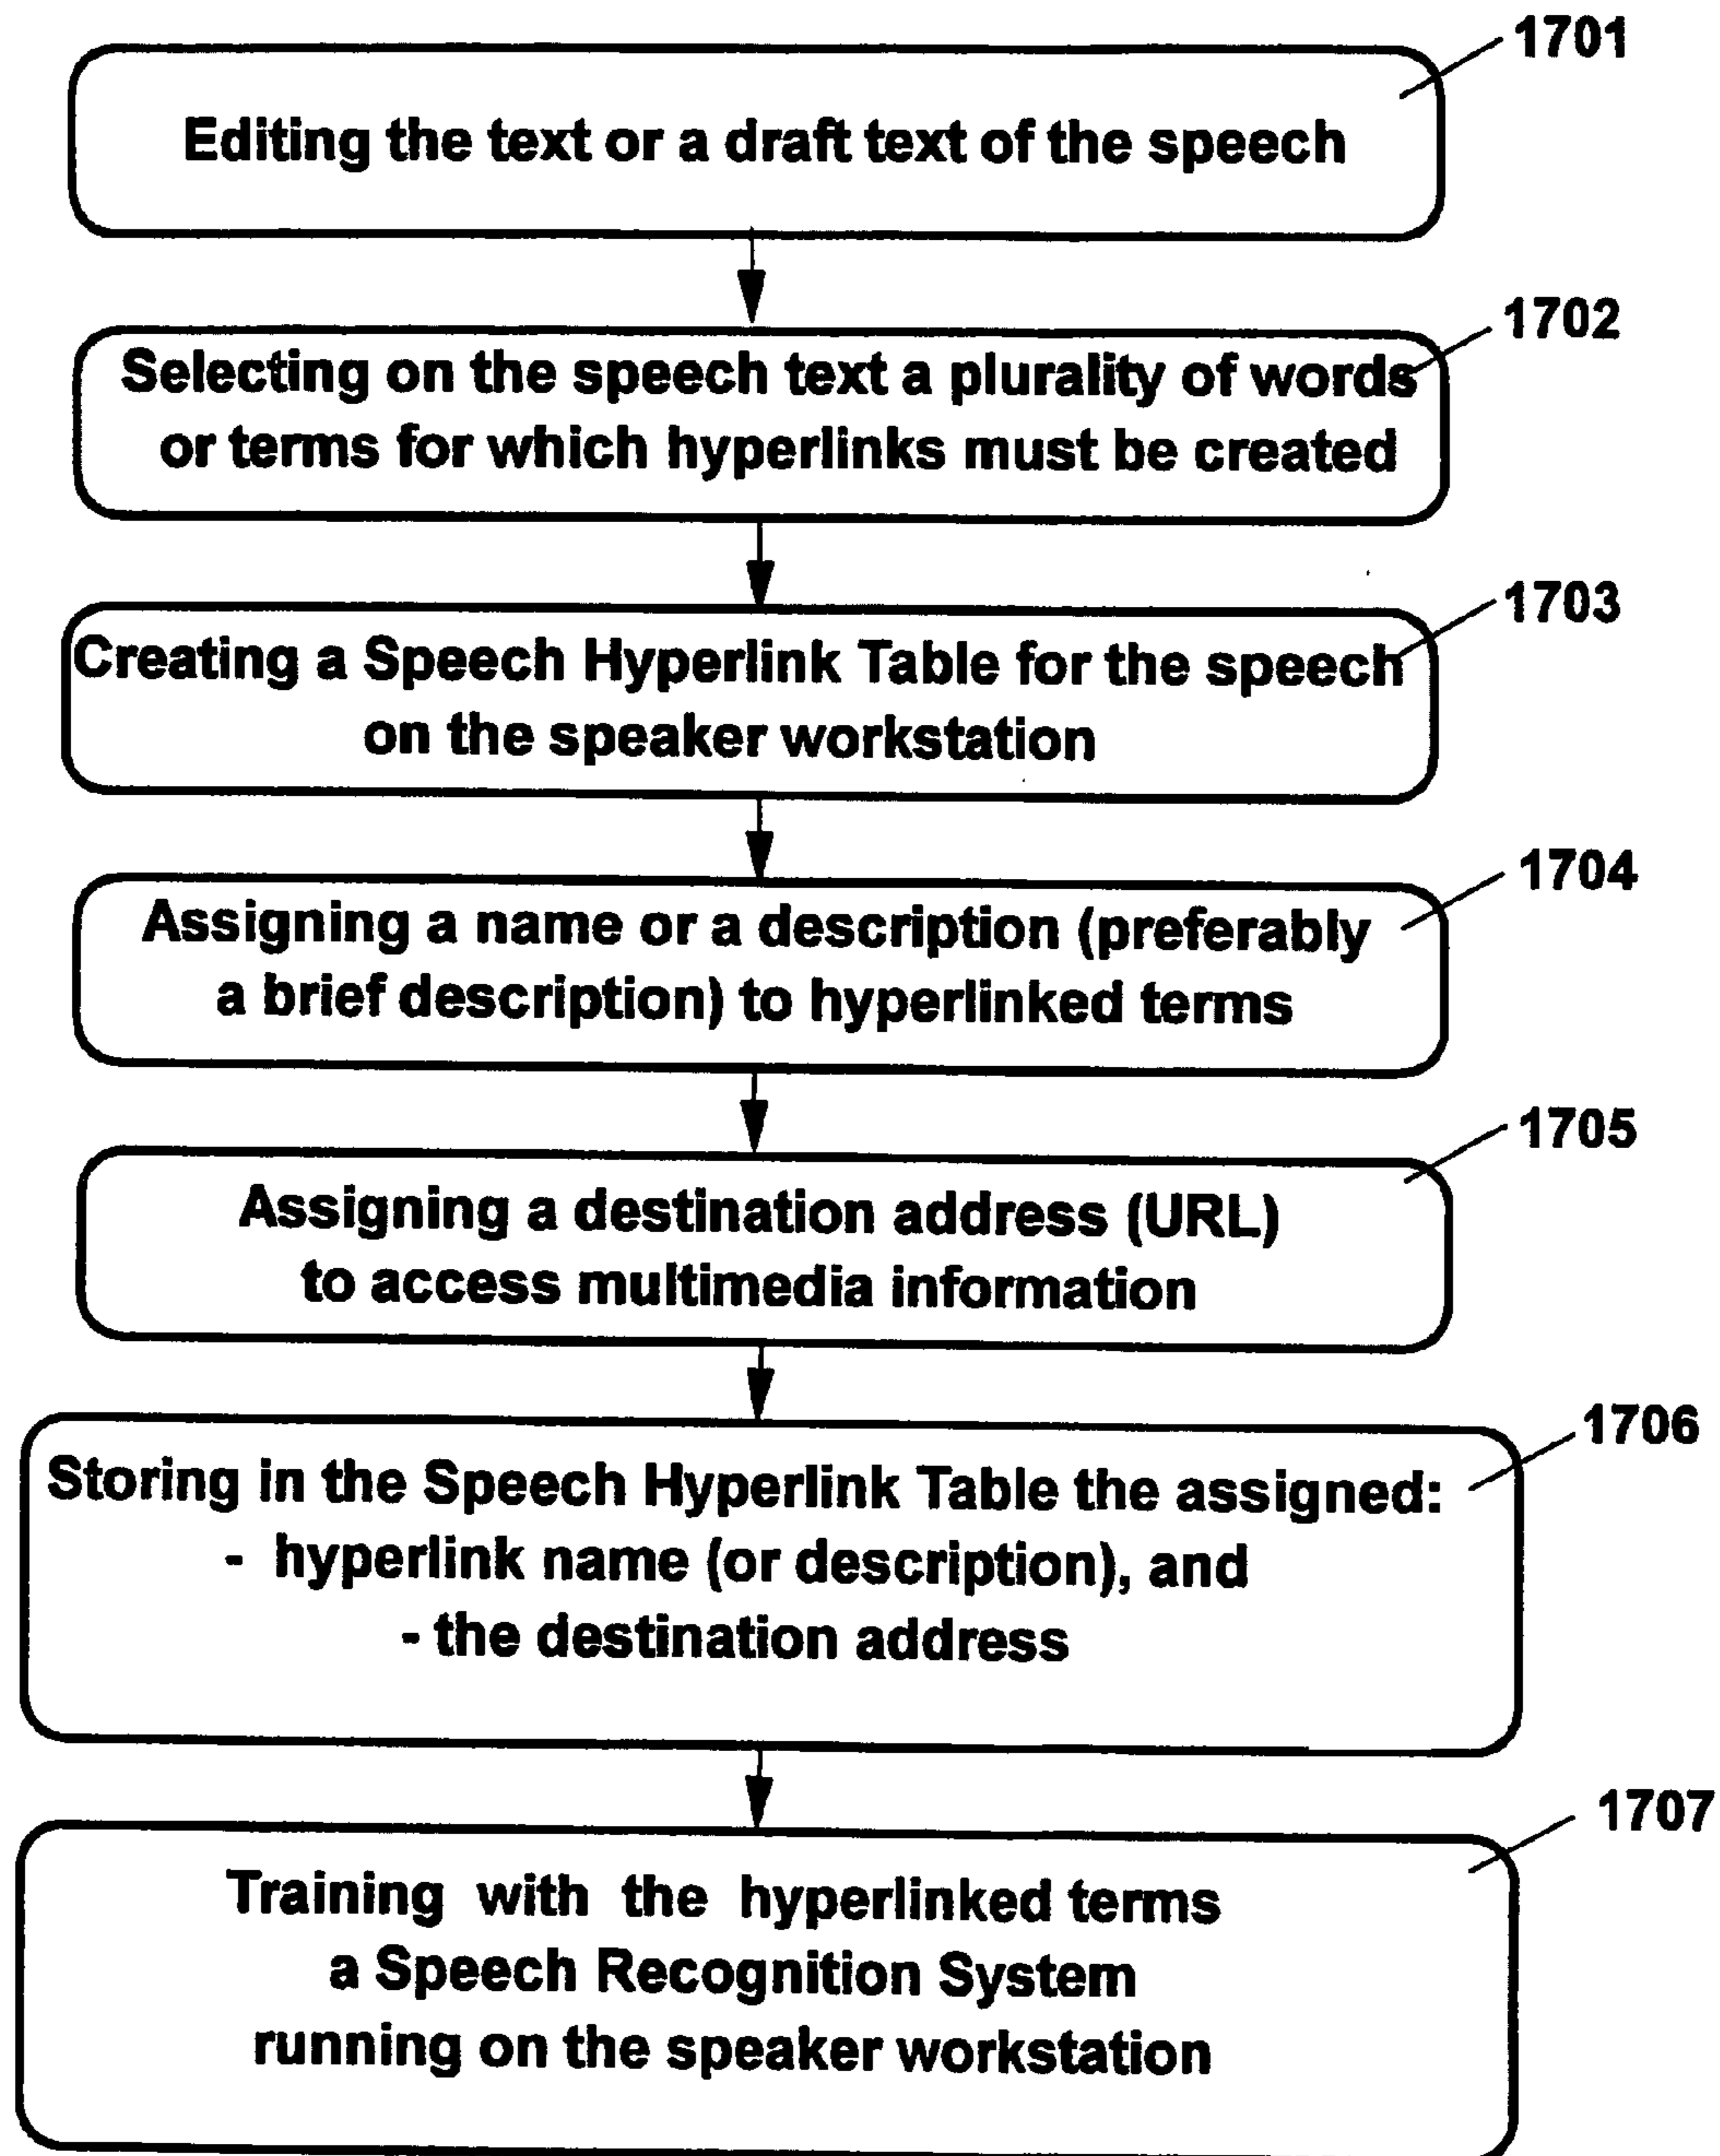 1701
Editing the text or a draft text of the speech
1702
Selecting on the speech text a plurality of words
or terms for which hyperlinks must be created
1703
Creating a Speech Hyperlink Table for the speech
on the speaker workstation
1704
Assigning a name or a description (preferably
a brief description) to hyperlinked terms
1705
Assigning a destination address (URL)
to access multimedia information
1706
Storing in the Speech Hyperlink Table the assigned:
- hyperlink name (or description), and
- the destination address
1707
Training with the hyperlinked terms
a Speech Recognition System
running on the speaker workstation